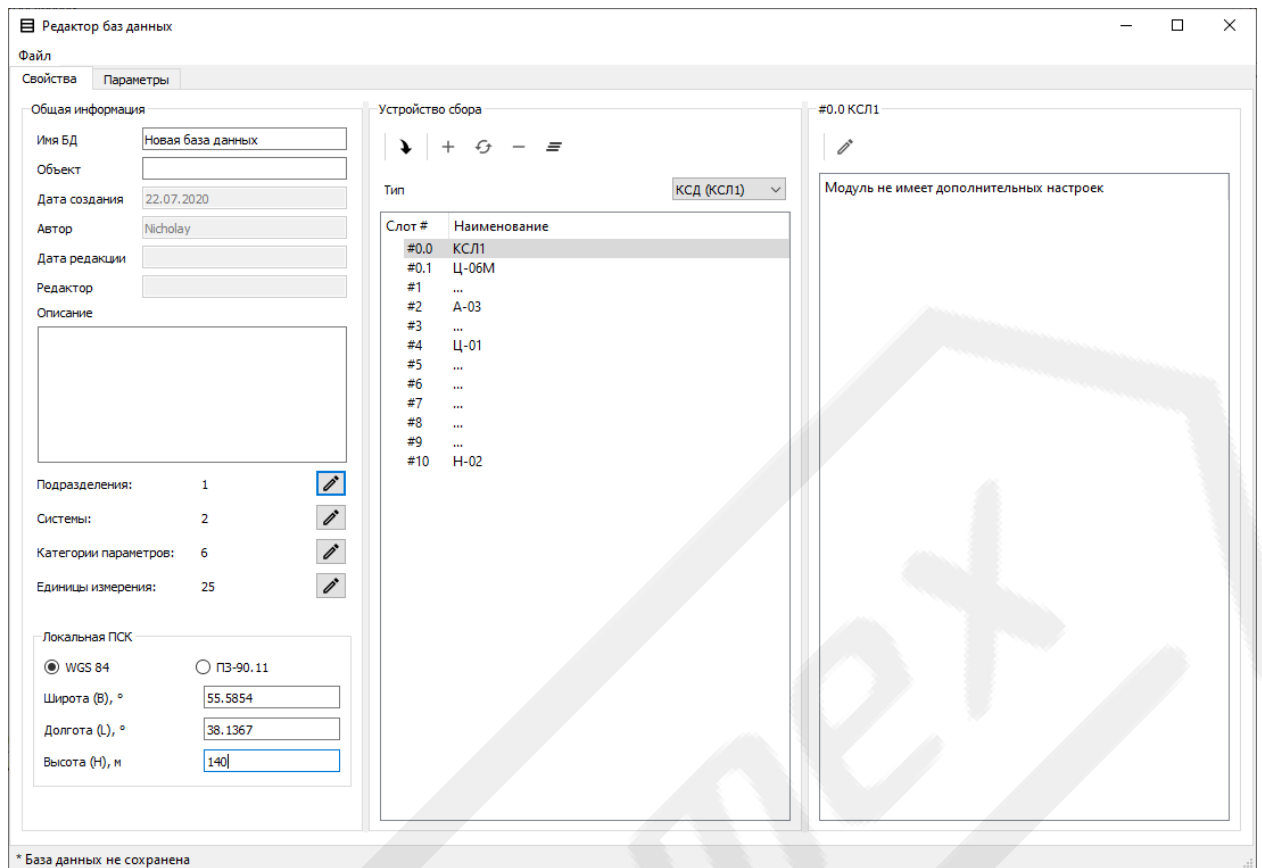 Редактор баз данных
Файл
Свойства Параметры
Общая информация
Имя БД Новая база данных
Объект
Дата создания 22.07.2020
Автор Nicholay
Дата редакции
Редактор
Описание
Подразделения: 1
Системы: 2
Категории параметров: 6
Единицы измерения: 25
Локальная ПСК
WGS 84 ПЗ-90.11
Широта (B), ° 55.5854
Долгота (L), ° 38.1367
Высота (H), м 140
Устройство сбора
Тип КСД (КСЛ1)
Слот # Наименование
#0.0 КСЛ1
#0.1 Ц-06М
#1 ...
#2 А-03
#3 ...
#4 Ц-01
#5 ...
#6 ...
#7 ...
#8 ...
#9 ...
#10 Н-02
#0.0 КСЛ1
Модуль не имеет дополнительных настроек
* База данных не сохранена